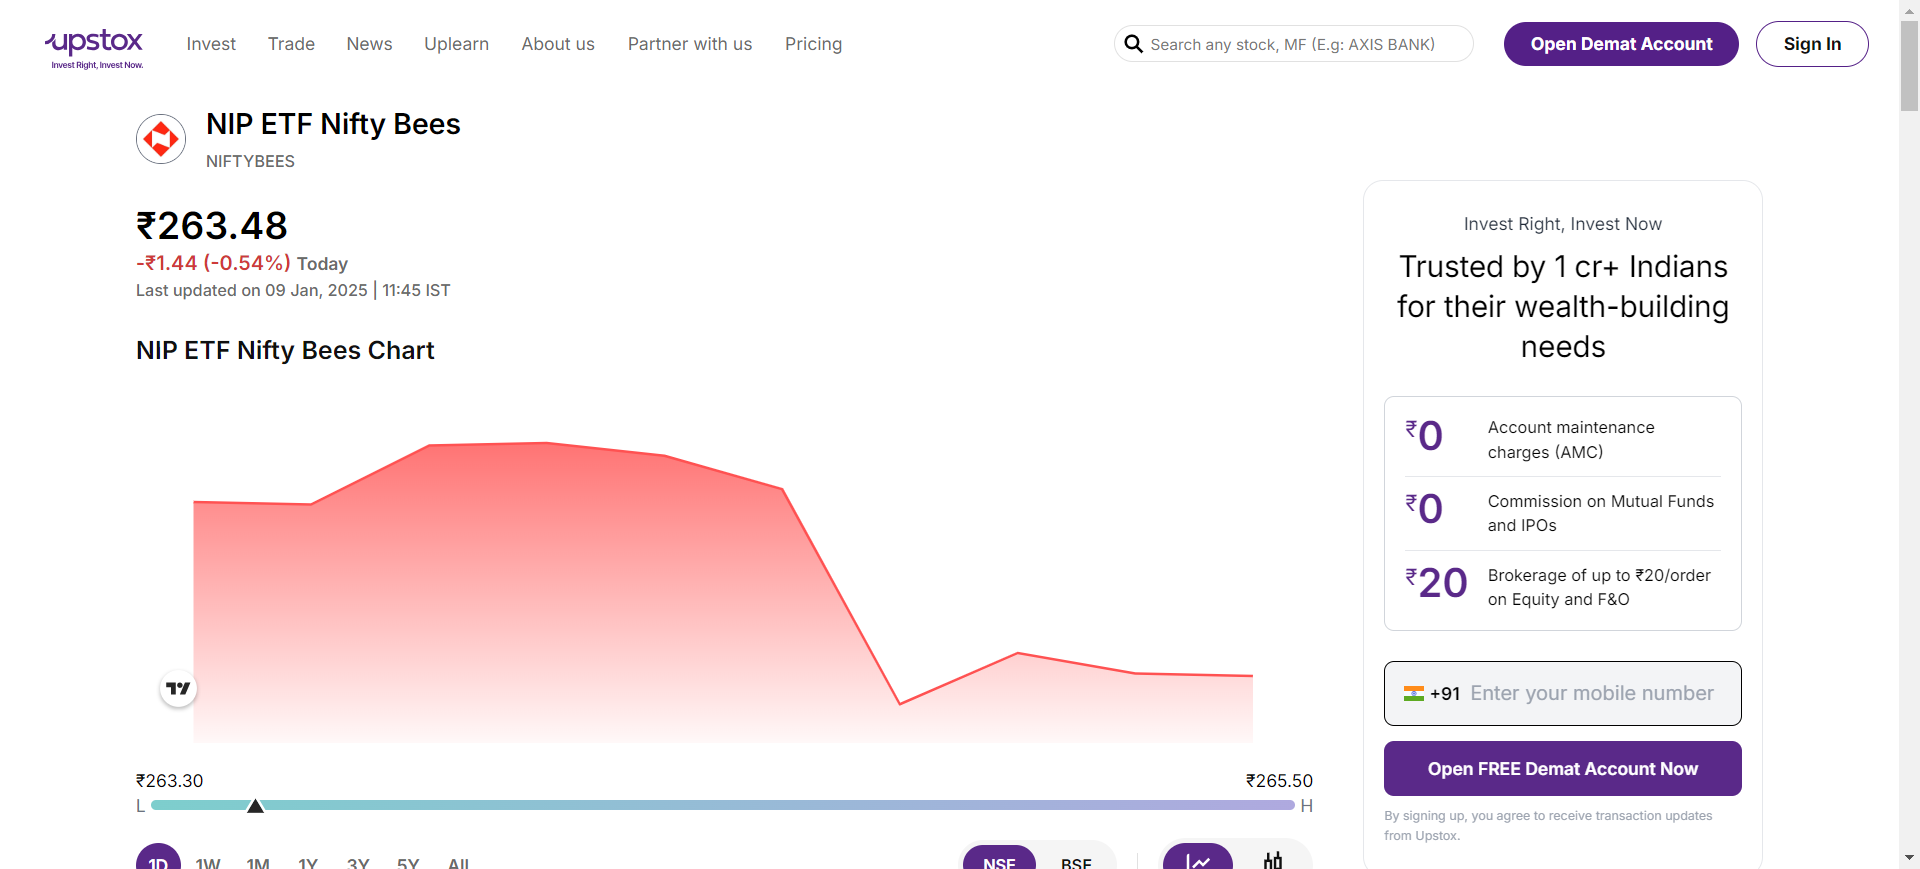 upstox
Invest Right, Invest Now.
Invest
Trade
News
Uplearn
About us
Partner with us
Pricing
Search any stock, MF (E.g: AXIS BANK)
Open Demat Account
Sign In
NIP ETF Nifty Bees
NIFTYBEES
₹263.48
-₹1.44 (-0.54%) Today
Last updated on 09 Jan, 2025 | 11:45 IST
NIP ETF Nifty Bees Chart
₹263.30
₹265.50
L
H
1D
1W
1M
1Y
3Y
5Y
All
NSE
BSE
Invest Right, Invest Now
Trusted by 1 cr+ Indians
for their wealth-building
needs
₹0
Account maintenance
charges (AMC)
₹0
Commission on Mutual Funds
and IPOs
₹20
Brokerage of up to ₹20/order
on Equity and F&O
+91 Enter your mobile number
Open FREE Demat Account Now
By signing up, you agree to receive transaction updates
from Upstox.